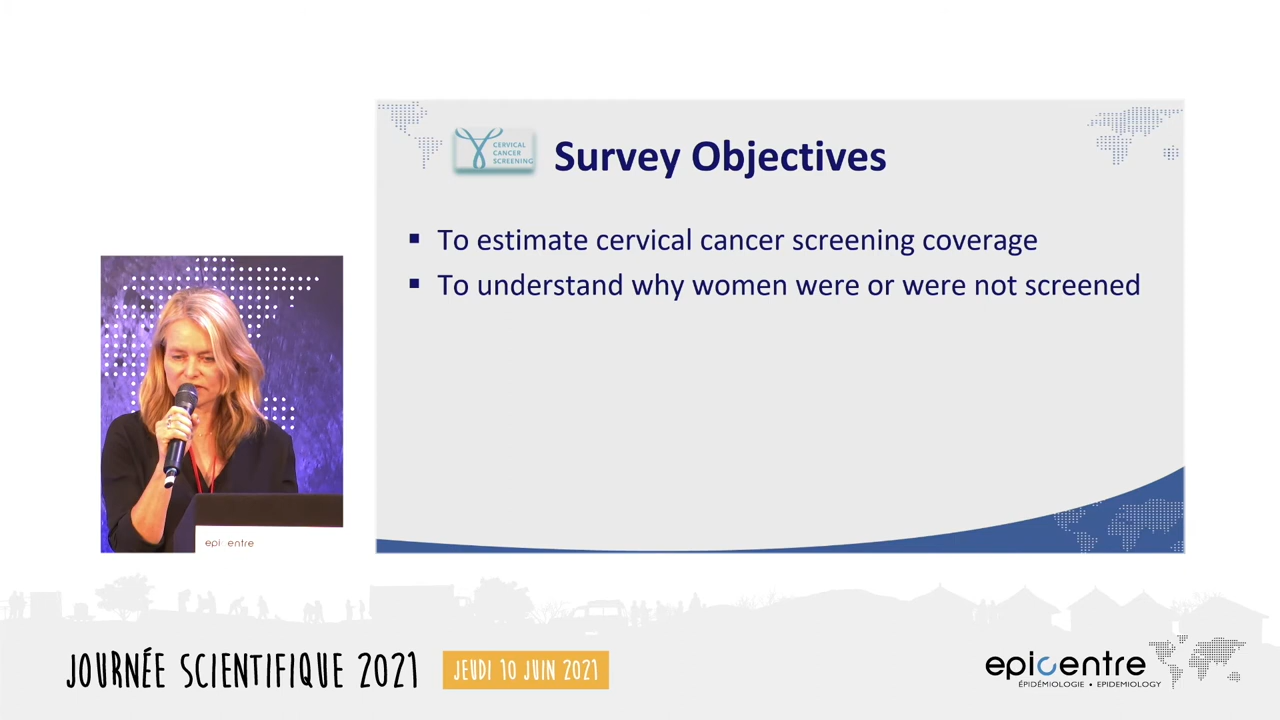 CERVICAL
CANCER
SCREENING
Survey Objectives
▪ To estimate cervical cancer screening coverage
▪ To understand why women were or were not screened
epicentre
JOURNÉE SCIENTIFIQUE 2021
JEUDI 10 JUIN 2021
epicentre
ÉPIDÉMIOLOGIE • EPIDEMIOLOGY